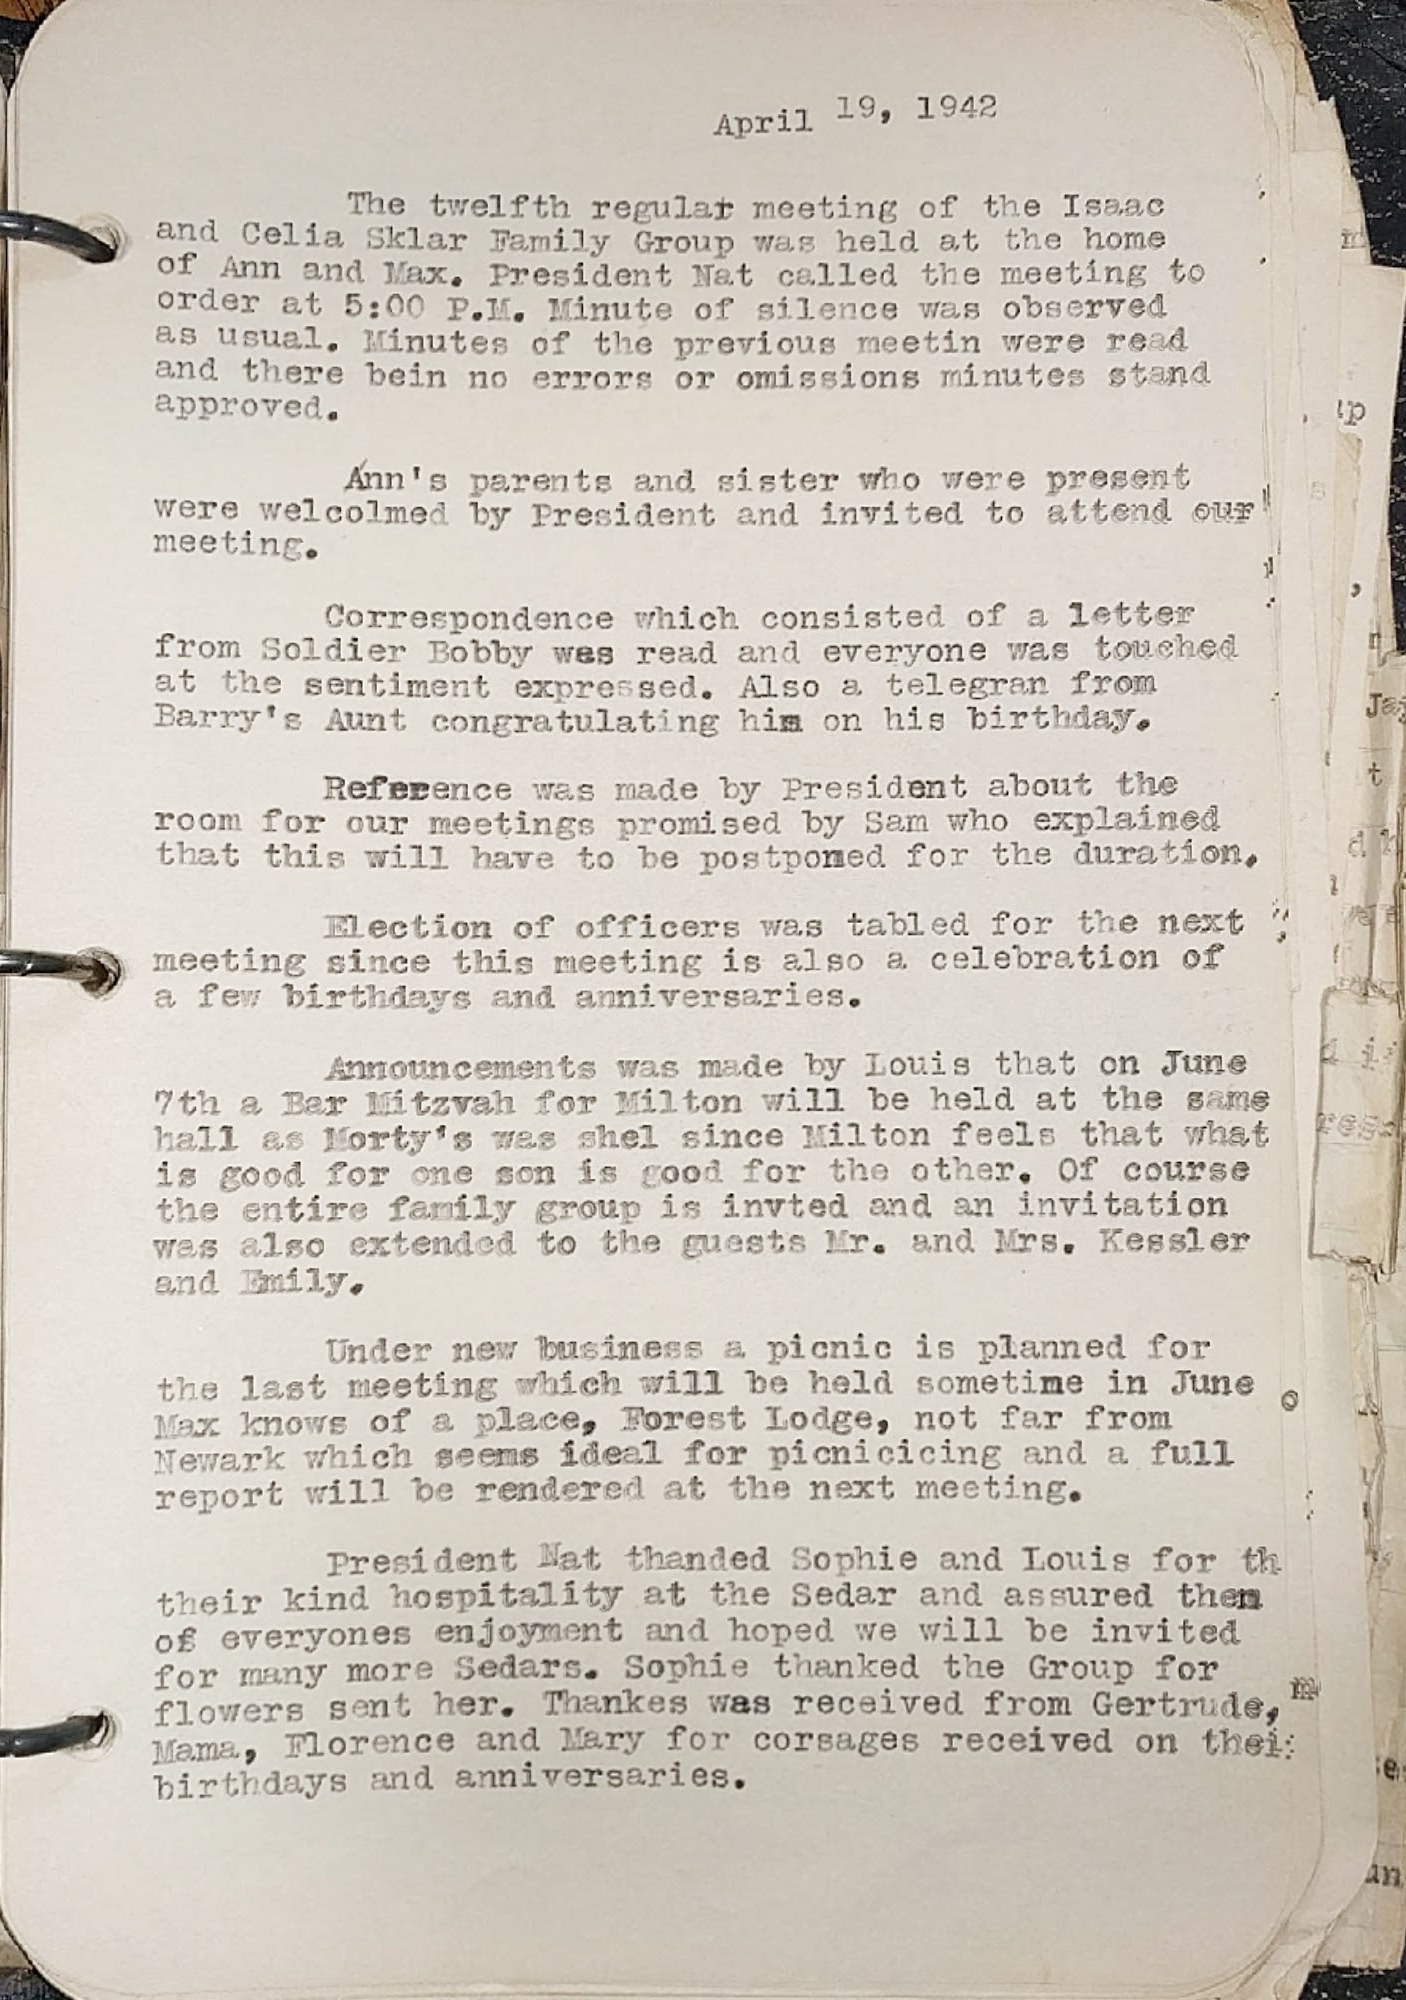 April 19, 1942
The twelfth regular meeting of the Isaac
and Celia Sklar Family Group was held at the home
of Ann and Max. President Nat called the meeting to
order at 5:00 P.M. Minute of silence was observed
as usual. Minutes of the previous meetin were read
and there bein no errors or omissions minutes stand
approved.
Ann's parents and sister who were present
were welcolmed by President and invited to attend our
meeting.
Correspondence which consisted of a letter
from Soldier Bobby was read and everyone was touched
at the sentiment expressed. Also a telegran from
Barry's Aunt congratulating him on his birthday.
Reference was made by President about the
room for our meetings promised by Sam who explained
that this will have to be postponed for the duration.
Election of officers was tabled for the next
meeting since this meeting is also a celebration of
a few birthdays and anniversaries.
Announcements was made by Louis that on June
7th a Bar Mitzvah for Milton will be held at the same
hall as Morty's was shel since Milton feels that what
is good for one son is good for the other. Of course
the entire family group is invted and an invitation
was also extended to the guests Mr. and Mrs. Kessler
and Emily.
Under new business a picnic is planned for
the last meeting which will be held sometime in June
Max knows of a place, Forest Lodge, not far from
Newark which seems ideal for picnicicing and a full
report will be rendered at the next meeting.
President Nat thanded Sophie and Louis for th
their kind hospitality at the Sedar and assured them
of everyones enjoyment and hoped we will be invited
for many more Sedars. Sophie thanked the Group for
flowers sent her. Thankes was received from Gertrude,
Mama, Florence and Mary for corsages received on thei
birthdays and anniversaries.